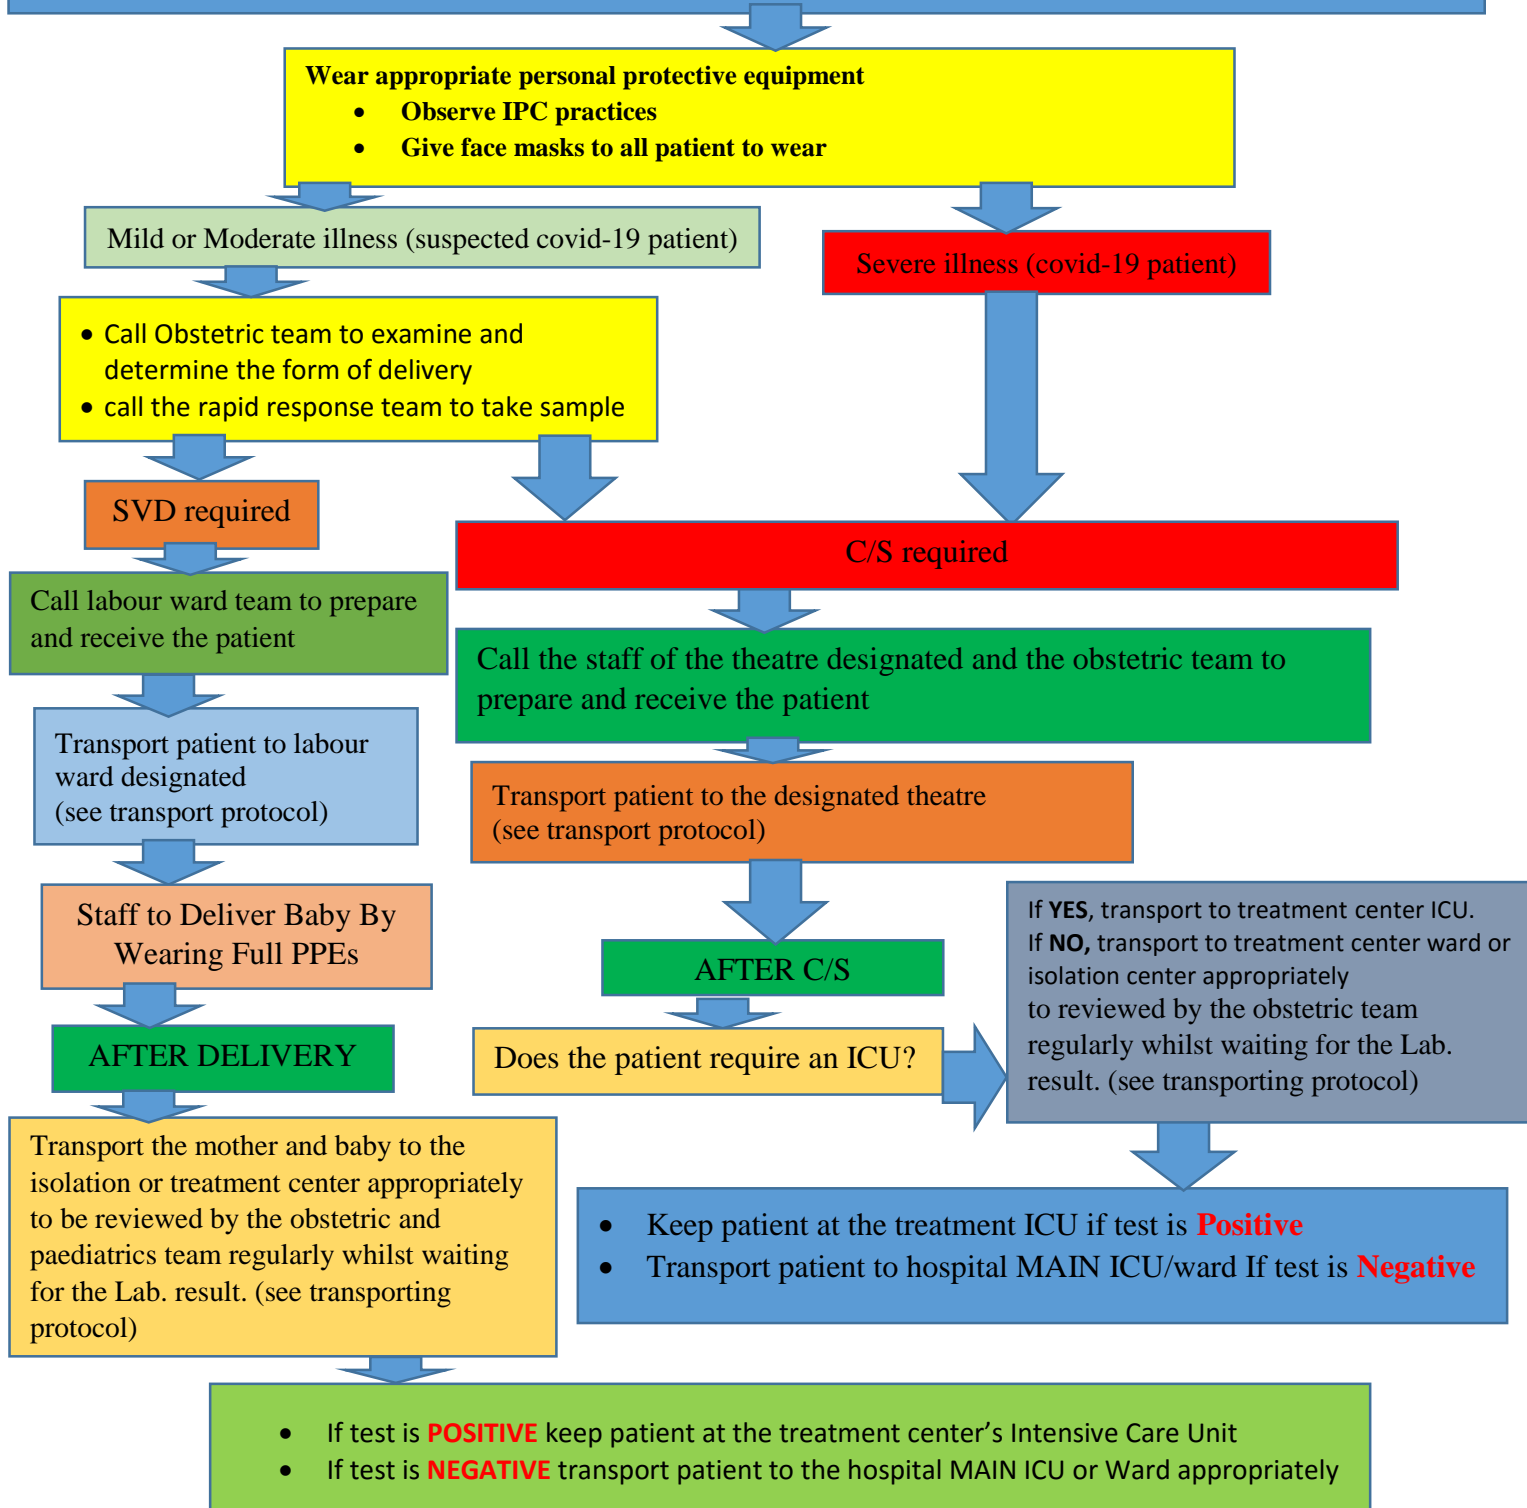 Wear appropriate personal protective equipment
• Observe IPC practices
• Give face masks to all patient to wear
Mild or Moderate illness (suspected covid-19 patient)
Severe illness (covid-19 patient)
• Call Obstetric team to examine and
determine the form of delivery
• call the rapid response team to take sample
SVD required
C/S required
Call labour ward team to prepare
and receive the patient
Call the staff of the theatre designated and the obstetric team to
prepare and receive the patient
Transport patient to labour
ward designated
(see transport protocol)
Transport patient to the designated theatre
(see transport protocol)
Staff to Deliver Baby By
Wearing Full PPEs
AFTER C/S
If YES, transport to treatment center ICU.
If NO, transport to treatment center ward or
isolation center appropriately
to reviewed by the obstetric team
regularly whilst waiting for the Lab.
result. (see transporting protocol)
AFTER DELIVERY
Does the patient require an ICU?
Transport the mother and baby to the
isolation or treatment center appropriately
to be reviewed by the obstetric and
paediatrics team regularly whilst waiting
for the Lab. result. (see transporting
protocol)
• Keep patient at the treatment ICU if test is Positive
• Transport patient to hospital MAIN ICU/ward If test is Negative
• If test is POSITIVE keep patient at the treatment center’s Intensive Care Unit
• If test is NEGATIVE transport patient to the hospital MAIN ICU or Ward appropriately